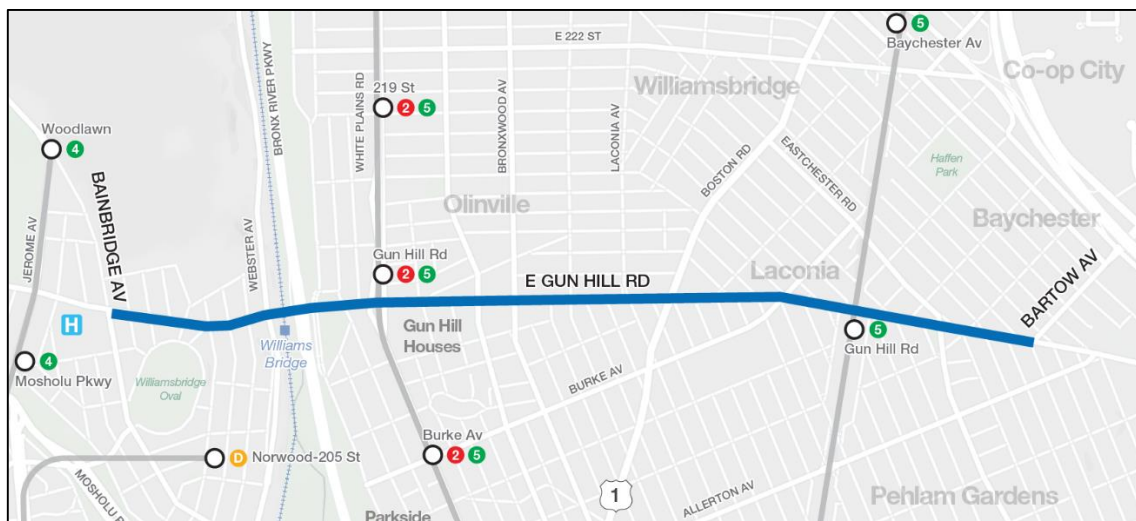 E 222 ST
5
Baychester Av
Co-op City
Williamsbridge
219 St
2 5
WHITE PLAINS RD
BRONX RIVER PKWY
BRONXWOOD AV
LACONIA AV
BOSTON RD
EASTCHESTER RD
Haffen
Park
Woodlawn
4
BAINBRIDGE AV
JEROME AV
WEBSTER AV
Olinville
Baychester
Gun Hill Rd
2 5
E GUN HILL RD
Laconia
BARTOW AV
H
Williams
Bridge
Gun Hill
Houses
5
Gun Hill Rd
4
Mosholu Pkwy
Williamsbridge
Oval
BURKE AV
Burke Av
2 5
D Norwood-205 St
MOSHOLU P
1
ALLERTON AV
Pehlam Gardens
Parkside